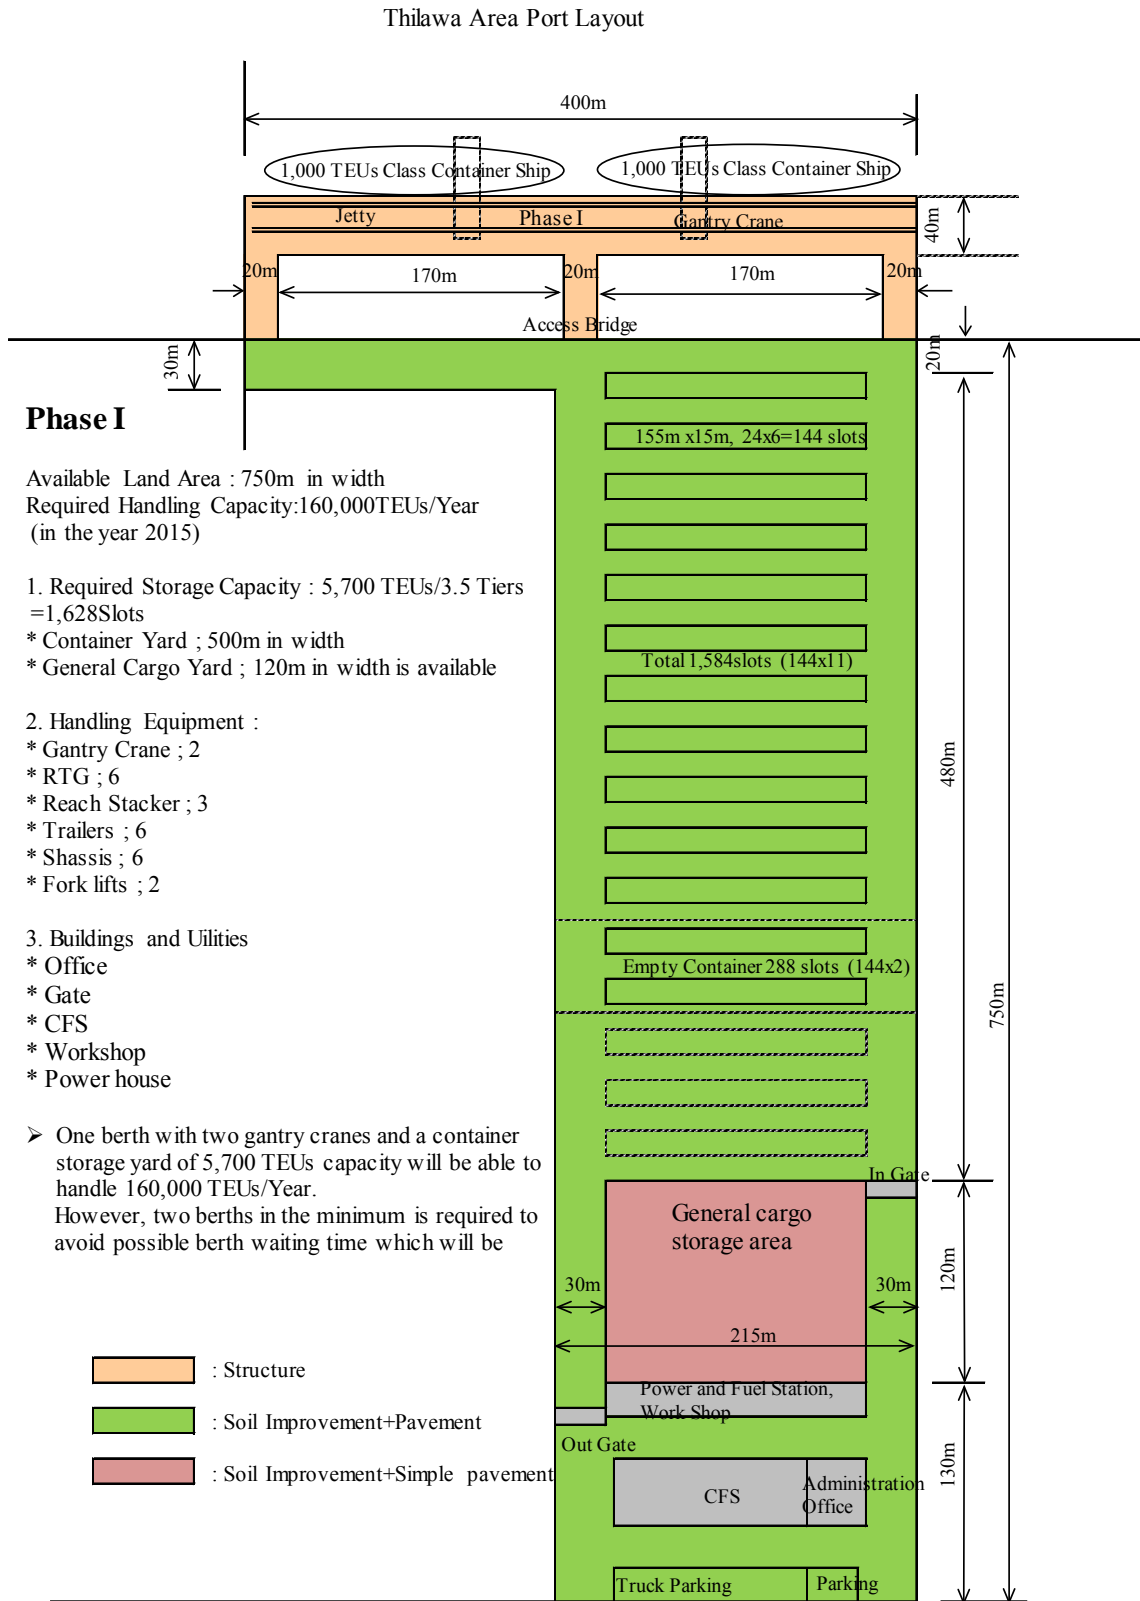 Thilawa Area Port Layout
400m
1,000 TEUs Class Container Ship
1,000 TEUs Class Container Ship
Jetty
Phase I
Gantry Crane
40m
20m
170m
20m
170m
20m
Access Bridge
30m
20m
Phase I
155m x15m, 24x6=144 slots
Available Land Area : 750m in width
Required Handling Capacity:160,000TEUs/Year
(in the year 2015)
1. Required Storage Capacity : 5,700 TEUs/3.5 Tiers
=1,628Slots
* Container Yard ; 500m in width
* General Cargo Yard ; 120m in width is available
Total 1,584slots (144x11)
2. Handling Equipment :
* Gantry Crane ; 2
* RTG ; 6
* Reach Stacker ; 3
* Trailers ; 6
* Shassis ; 6
* Fork lifts ; 2
480m
3. Buildings and Uilities
* Office
* Gate
* CFS
* Workshop
* Power house
Empty Container 288 slots (144x2)
750m
➢ One berth with two gantry cranes and a container
storage yard of 5,700 TEUs capacity will be able to
handle 160,000 TEUs/Year.
However, two berths in the minimum is required to
avoid possible berth waiting time which will be
In Gate
General cargo
storage area
120m
30m
30m
215m
: Structure
: Soil Improvement+Pavement
: Soil Improvement+Simple pavement
Power and Fuel Station,
Work Shop
Out Gate
130m
CFS
Administration
Office
Truck Parking
Parking